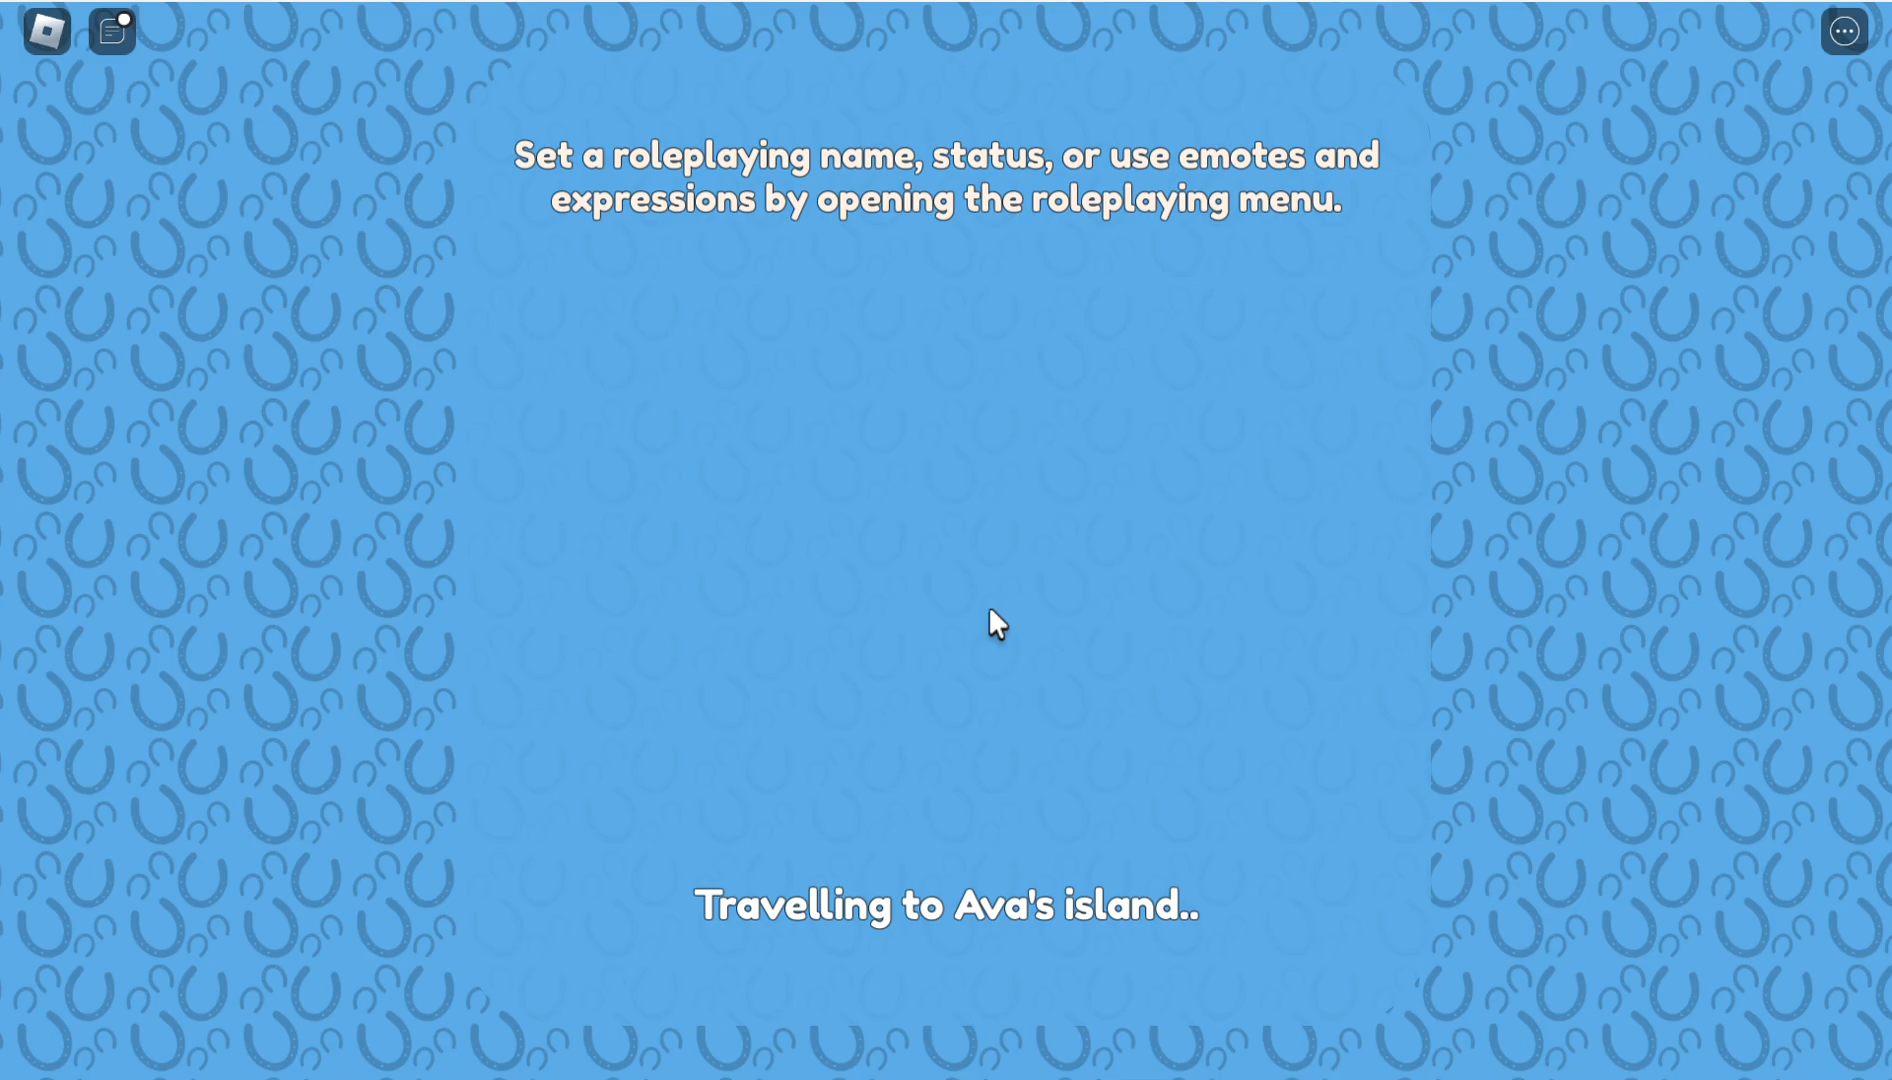 Set a roleplaying name, status, or use emotes and
expressions by opening the roleplaying menu.
Travelling to Ava's island..